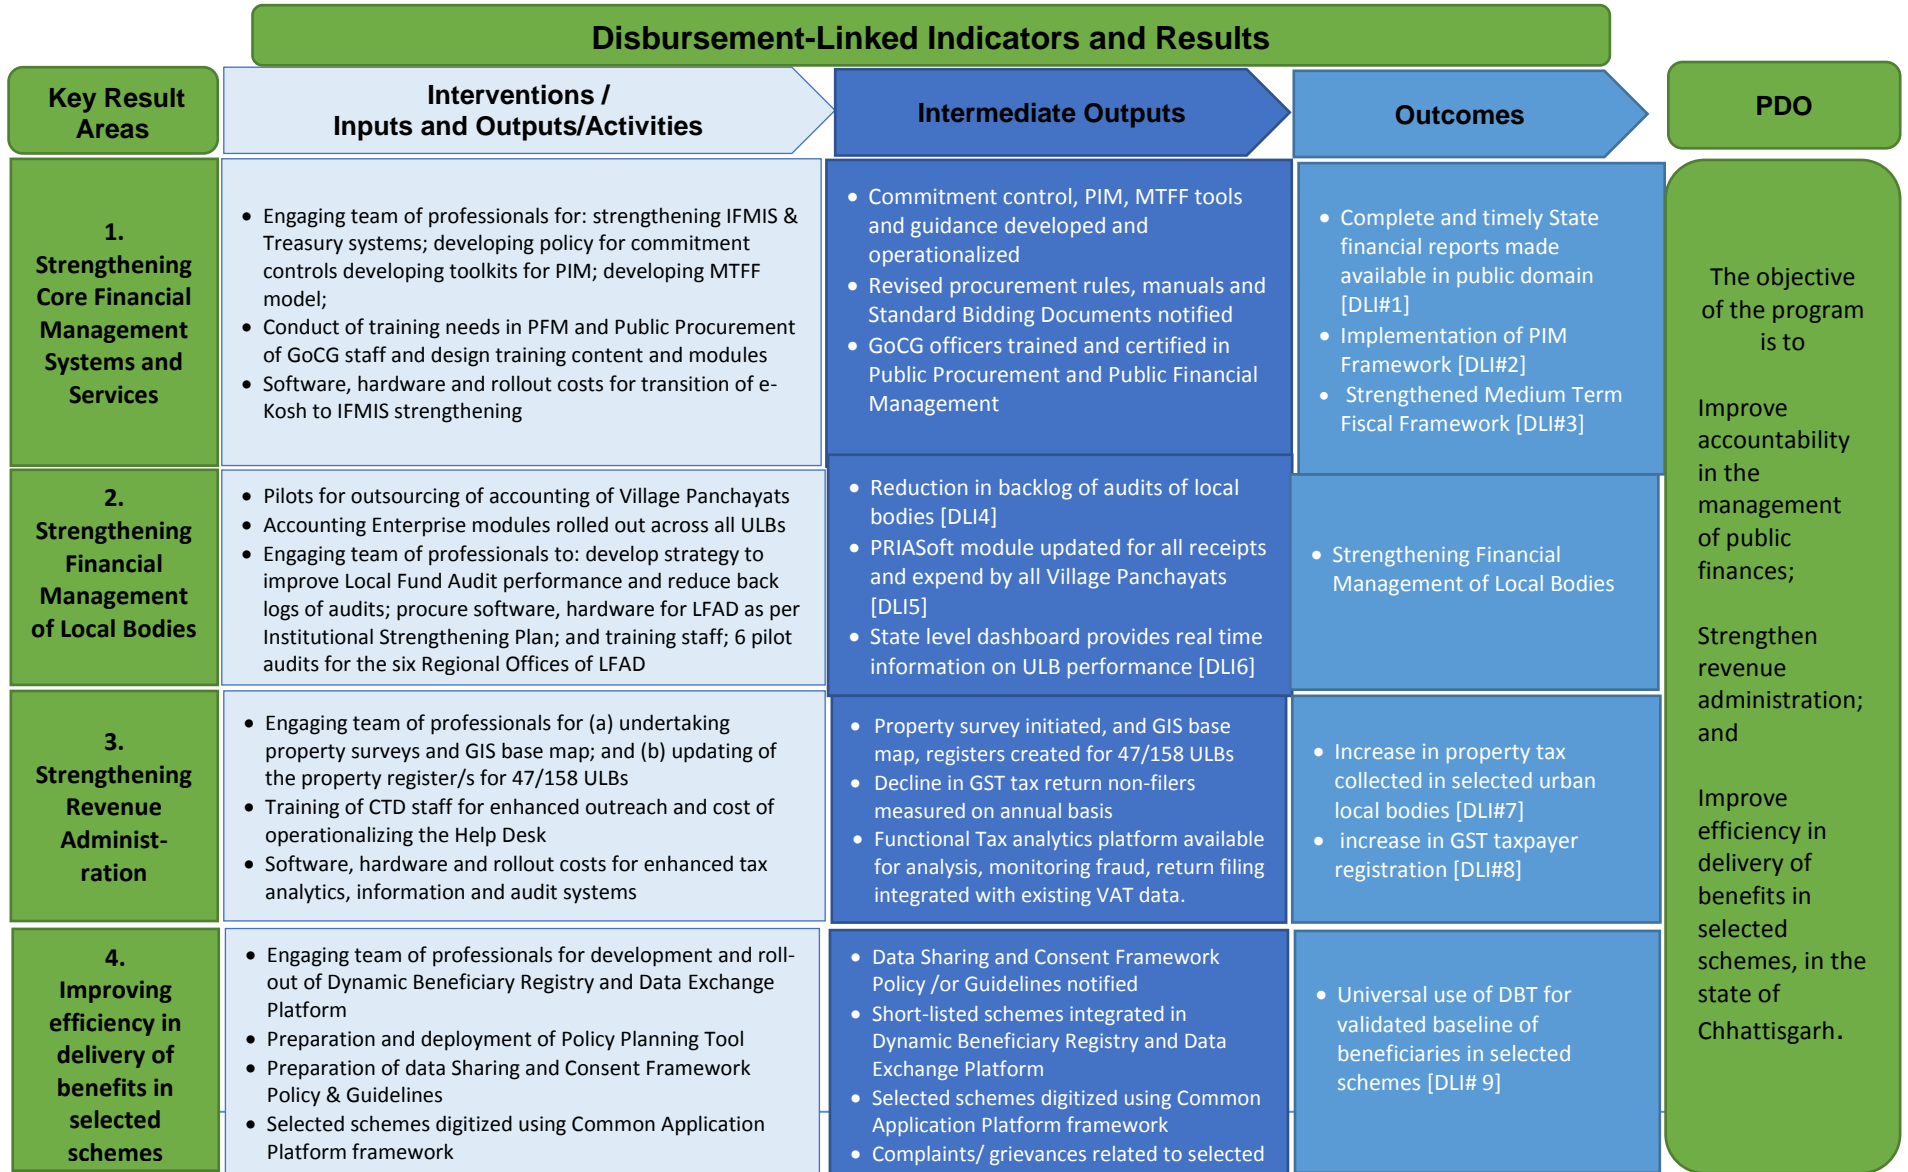 Disbursement-Linked Indicators and Results
Key Result
Areas
Interventions /
Inputs and Outputs/Activities
Intermediate Outputs
Outcomes
PDO
1.
Strengthening
Core Financial
Management
Systems and
Services
• Engaging team of professionals for: strengthening IFMIS &
Treasury systems; developing policy for commitment
controls developing toolkits for PIM; developing MTFF
model;
• Conduct of training needs in PFM and Public Procurement
of GoCG staff and design training content and modules
• Software, hardware and rollout costs for transition of e-
Kosh to IFMIS strengthening
• Commitment control, PIM, MTFF tools
and guidance developed and
operationalized
• Revised procurement rules, manuals and
Standard Bidding Documents notified
• GoCG officers trained and certified in
Public Procurement and Public Financial
Management
• Complete and timely State
financial reports made
available in public domain
[DLI#1]
• Implementation of PIM
Framework [DLI#2]
• Strengthened Medium Term
Fiscal Framework [DLI#3]
2.
Strengthening
Financial
Management
of Local Bodies
• Pilots for outsourcing of accounting of Village Panchayats
• Accounting Enterprise modules rolled out across all ULBs
• Engaging team of professionals to: develop strategy to
improve Local Fund Audit performance and reduce back
logs of audits; procure software, hardware for LFAD as per
Institutional Strengthening Plan; and training staff; 6 pilot
audits for the six Regional Offices of LFAD
• Reduction in backlog of audits of local
bodies [DLI4]
• PRIASoft module updated for all receipts
and expend by all Village Panchayats
[DLI5]
• State level dashboard provides real time
information on ULB performance [DLI6]
• Strengthening Financial
Management of Local Bodies
3.
Strengthening
Revenue
Administ-
ration
• Engaging team of professionals for (a) undertaking
property surveys and GIS base map; and (b) updating of
the property register/s for 47/158 ULBs
• Training of CTD staff for enhanced outreach and cost of
operationalizing the Help Desk
• Software, hardware and rollout costs for enhanced tax
analytics, information and audit systems
• Property survey initiated, and GIS base
map, registers created for 47/158 ULBs
• Decline in GST tax return non-filers
measured on annual basis
• Functional Tax analytics platform available
for analysis, monitoring fraud, return filing
integrated with existing VAT data.
• Increase in property tax
collected in selected urban
local bodies [DLI#7]
• increase in GST taxpayer
registration [DLI#8]
4.
Improving
efficiency in
delivery of
benefits in
selected
schemes
• Engaging team of professionals for development and roll-
out of Dynamic Beneficiary Registry and Data Exchange
Platform
• Preparation and deployment of Policy Planning Tool
• Preparation of data Sharing and Consent Framework
Policy & Guidelines
• Selected schemes digitized using Common Application
Platform framework
• Data Sharing and Consent Framework
Policy /or Guidelines notified
• Short-listed schemes integrated in
Dynamic Beneficiary Registry and Data
Exchange Platform
• Selected schemes digitized using Common
Application Platform framework
• Complaints/ grievances related to selected
• Universal use of DBT for
validated baseline of
beneficiaries in selected
schemes [DLI# 9]
The objective
of the program
is to
Improve
accountability
in the
management
of public
finances;
Strengthen
revenue
administration;
and
Improve
efficiency in
delivery of
benefits in
selected
schemes, in the
state of
Chhattisgarh.